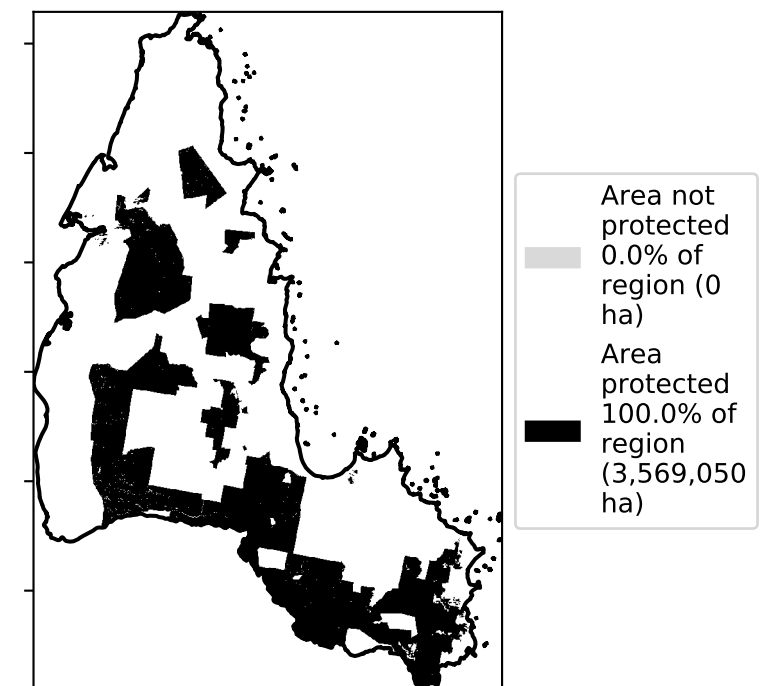 Area not
protected
0.0% of
region (0
ha)
Area
protected
100.0% of
region
(3,569,050
ha)